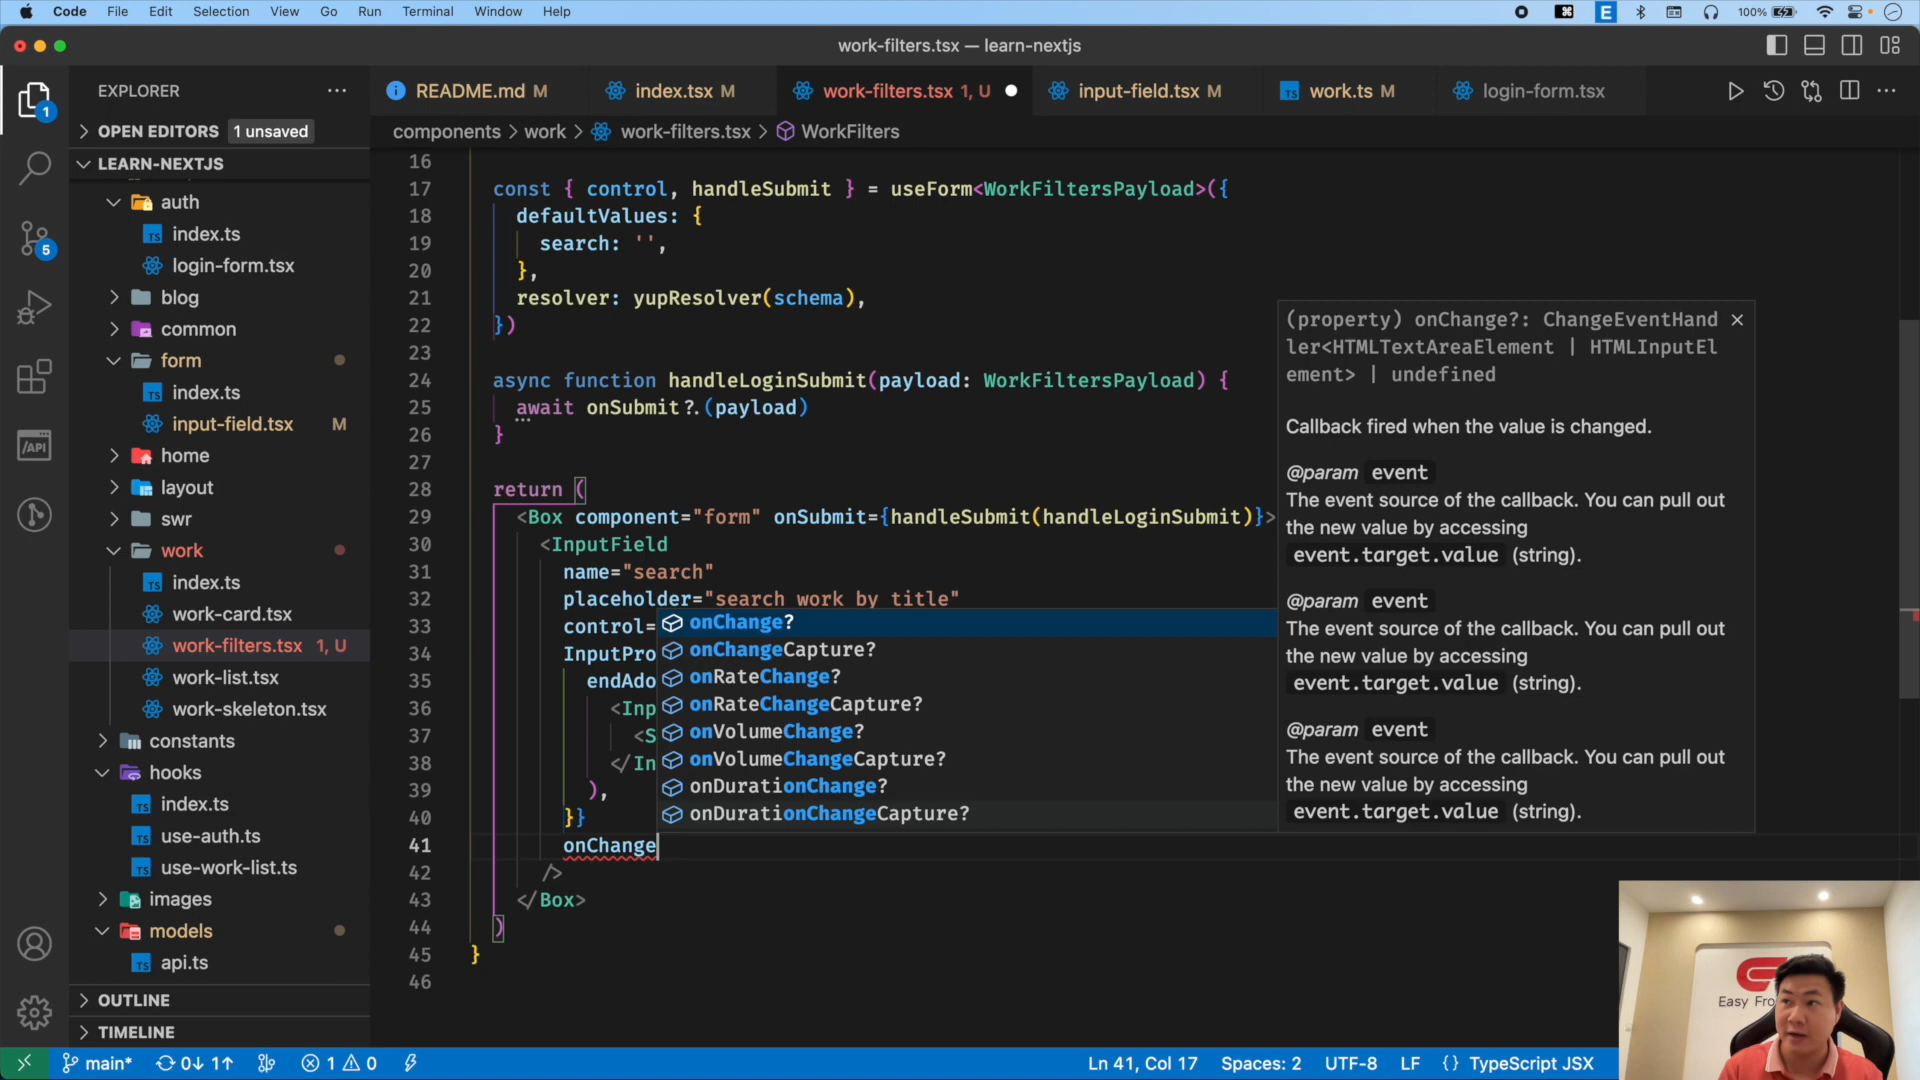 Code File Edit Selection View Go Run Terminal Window Help
E 100%
work-filters.tsx — learn-nextjs
EXPLORER
README.md M
index.tsx M
work-filters.tsx 1, U
input-field.tsx M
TS work.ts M
login-form.tsx
components > work > work-filters.tsx > WorkFilters
1
OPEN EDITORS 1 unsaved
LEARN-NEXTJS
auth
TS index.ts
login-form.tsx
blog
common
form
TS index.ts
input-field.tsx M
home
layout
swr
work
TS index.ts
work-card.tsx
work-filters.tsx 1, U
work-list.tsx
work-skeleton.tsx
constants
hooks
TS index.ts
TS use-auth.ts
TS use-work-list.ts
images
models
TS api.ts
OUTLINE
TIMELINE
5
/API
16
17 const { control, handleSubmit } = useForm<WorkFiltersPayload>({
18 defaultValues: {
19 search: '',
20 },
21 resolver: yupResolver(schema),
22 })
23
24 async function handleLoginSubmit(payload: WorkFiltersPayload) {
25 await onSubmit?.(payload)
26 }
27
28 return (
29 <Box component="form" onSubmit={handleSubmit(handleLoginSubmit)}>
30 <InputField
31 name="search"
32 placeholder="search work by title"
33 control=
34 InputPro
35 endAdo
36 <Inp
37 <S
38 </In
39 ),
40 }}
41 onChange
42 />
43 </Box>
44 )
45 }
46
onChange?
onChangeCapture?
onRateChange?
onRateChangeCapture?
onVolumeChange?
onVolumeChangeCapture?
onDurationChange?
onDurationChangeCapture?
(property) onChange?: ChangeEventHand
ler<HTMLTextAreaElement | HTMLInputEl
ement> | undefined
Callback fired when the value is changed.
@param event
The event source of the callback. You can pull out
the new value by accessing
event.target.value (string).
@param event
The event source of the callback. You can pull out
the new value by accessing
event.target.value (string).
@param event
The event source of the callback. You can pull out
the new value by accessing
event.target.value (string).
Easy Fro
main* 0↓ 1↑ 1 0
Ln 41, Col 17 Spaces: 2 UTF-8 LF {} TypeScript JSX